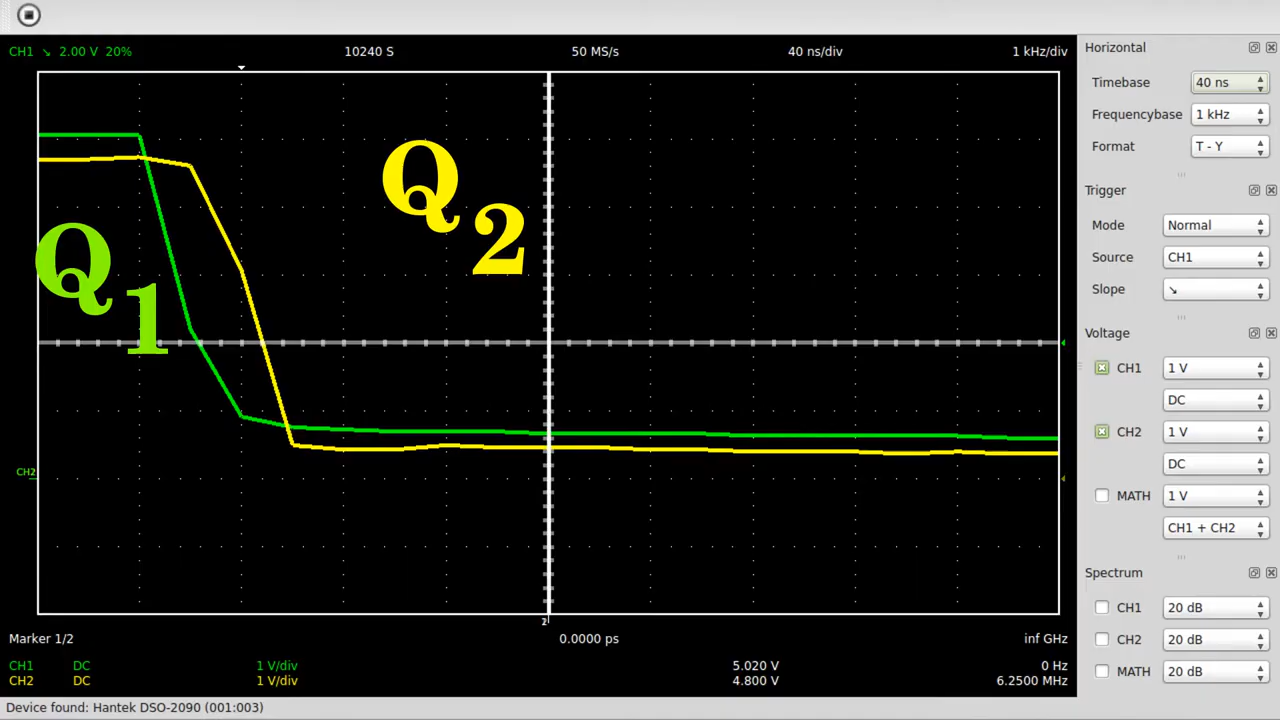 CH1 ↘ 2.00 V 20% 10240 S 50 MS/s 40 ns/div 1 kHz/div
Q1
Q2
CH2
2
Marker 1/2 0.0000 ps inf GHz
CH1 DC 1 V/div 5.020 V 0 Hz
CH2 DC 1 V/div 4.800 V 6.2500 MHz
Device found: Hantek DSO-2090 (001:003)
Horizontal
Timebase 40 ns
Frequencybase 1 kHz
Format T - Y
Trigger
Mode Normal
Source CH1
Slope ↘
Voltage
CH1 1 V
DC
CH2 1 V
DC
MATH 1 V
CH1 + CH2
Spectrum
CH1 20 dB
CH2 20 dB
MATH 20 dB